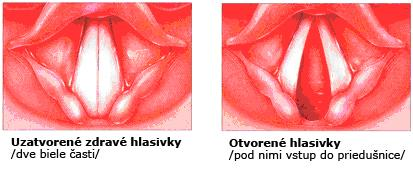 Uzatvorené zdravé hlasivky
/dve biele časti/
Otvorené hlasivky
/pod nimi vstup do priedušnice/